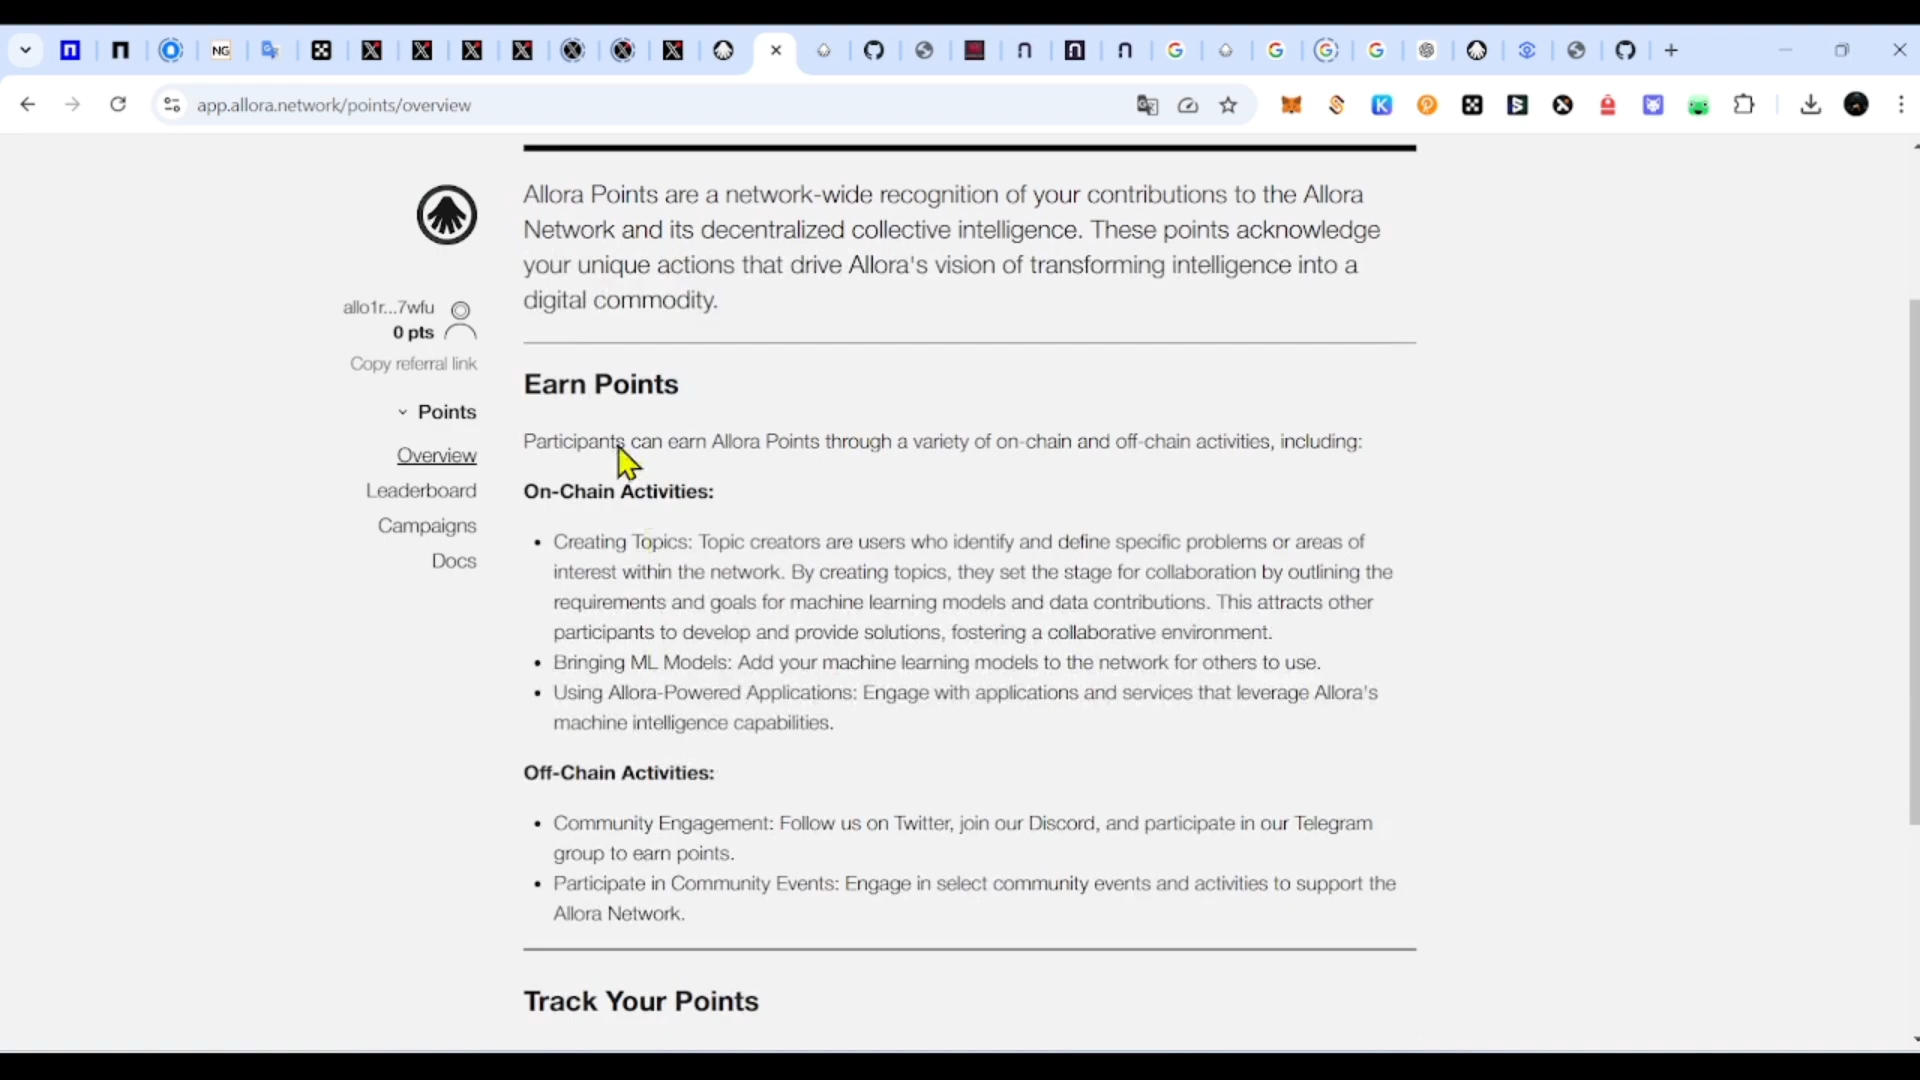 NG
app.allora.network/points/overview
Allora Points are a network-wide recognition of your contributions to the Allora
Network and its decentralized collective intelligence. These points acknowledge
your unique actions that drive Allora's vision of transforming intelligence into a
digital commodity.
allo1r...7wfu
0 pts
Copy referral link
Points
Overview
Leaderboard
Campaigns
Docs
Earn Points
Participants can earn Allora Points through a variety of on-chain and off-chain activities, including:
On-Chain Activities:
• Creating Topics: Topic creators are users who identify and define specific problems or areas of
interest within the network. By creating topics, they set the stage for collaboration by outlining the
requirements and goals for machine learning models and data contributions. This attracts other
participants to develop and provide solutions, fostering a collaborative environment.
• Bringing ML Models: Add your machine learning models to the network for others to use.
• Using Allora-Powered Applications: Engage with applications and services that leverage Allora's
machine intelligence capabilities.
Off-Chain Activities:
• Community Engagement: Follow us on Twitter, join our Discord, and participate in our Telegram
group to earn points.
• Participate in Community Events: Engage in select community events and activities to support the
Allora Network.
Track Your Points